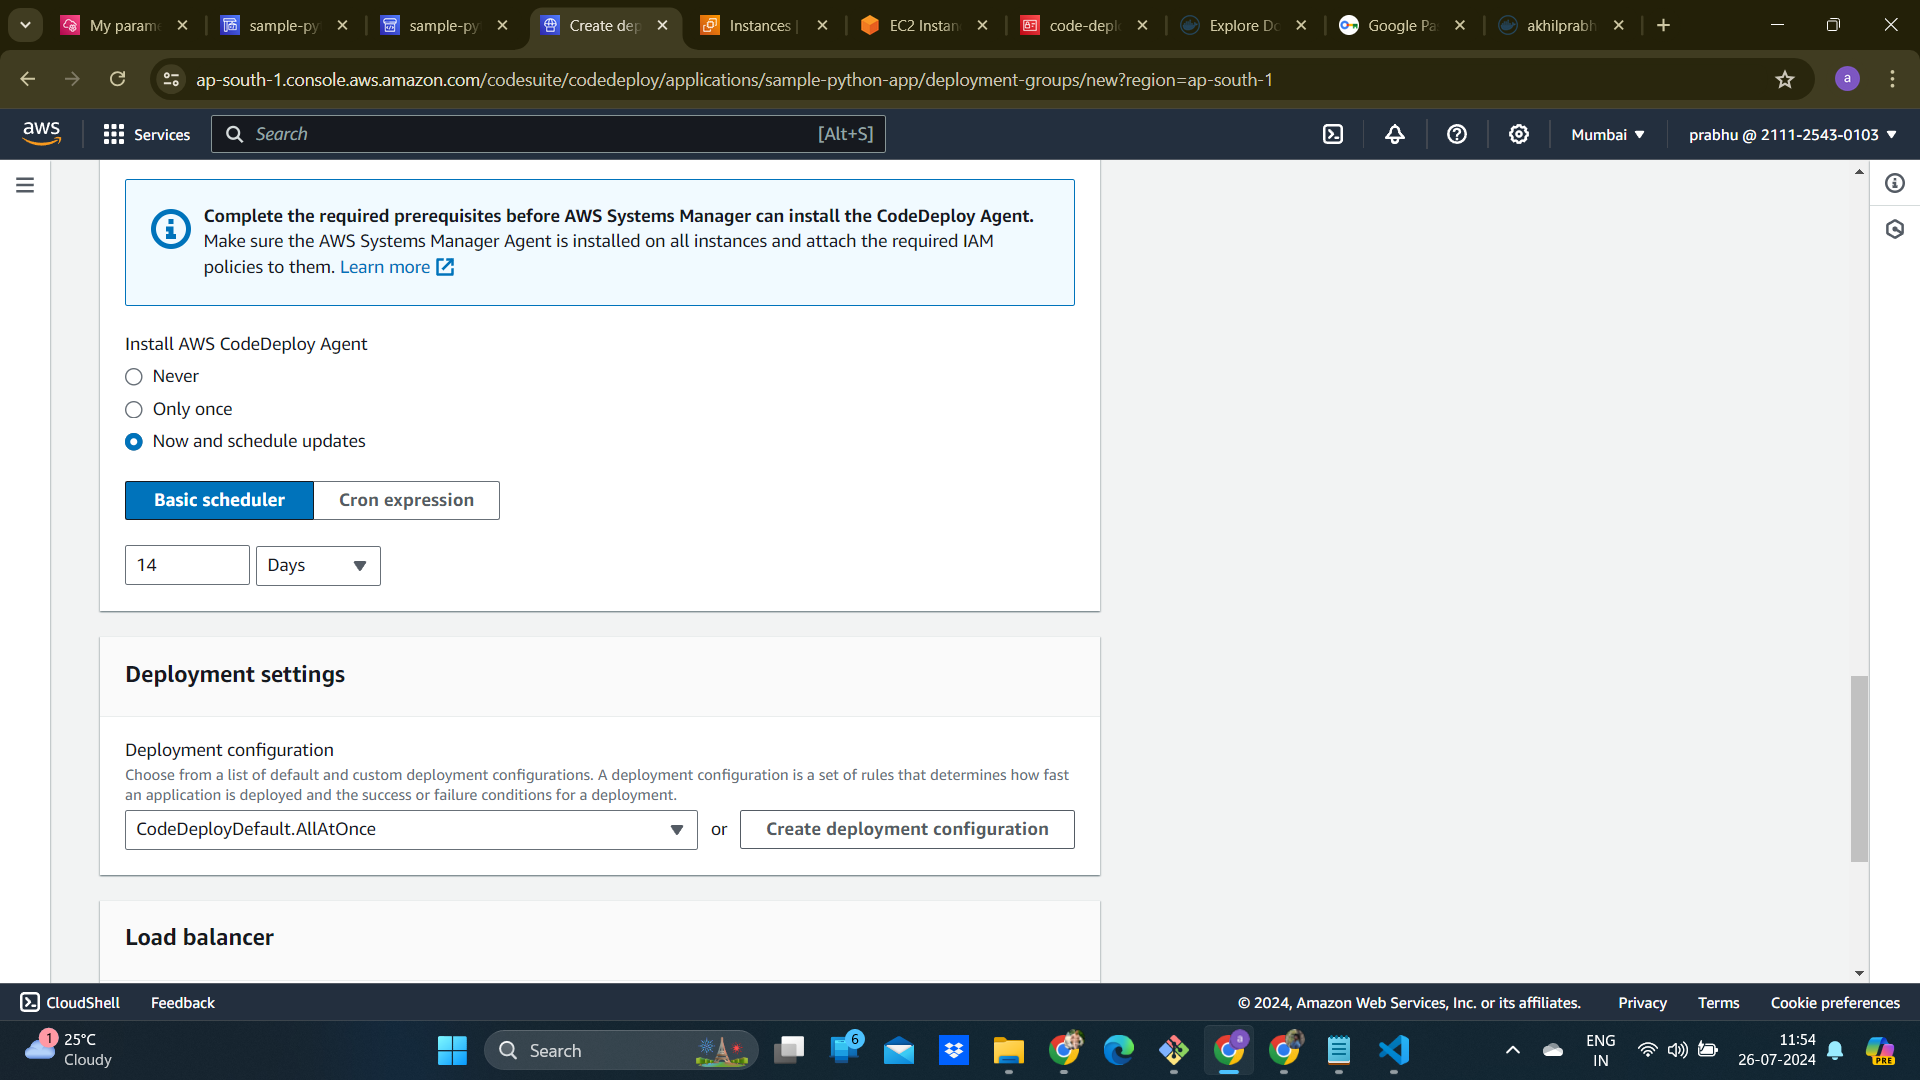 My param
sample-py
sample-py
Create dep
Instances |
EC2 Instan
code-deplo
Explore Do
Google Pa
akhilprabh
ap-south-1.console.aws.amazon.com/codesuite/codedeploy/applications/sample-python-app/deployment-groups/new?region=ap-south-1
a
aws
Services
Search
[Alt+S]
Mumbai
prabhu @ 2111-2543-0103
Complete the required prerequisites before AWS Systems Manager can install the CodeDeploy Agent.
Make sure the AWS Systems Manager Agent is installed on all instances and attach the required IAM
policies to them. Learn more
Install AWS CodeDeploy Agent
Never
Only once
Now and schedule updates
Basic scheduler
Cron expression
14
Days
Deployment settings
Deployment configuration
Choose from a list of default and custom deployment configurations. A deployment configuration is a set of rules that determines how fast
an application is deployed and the success or failure conditions for a deployment.
CodeDeployDefault.AllAtOnce
or
Create deployment configuration
Load balancer
CloudShell
Feedback
© 2024, Amazon Web Services, Inc. or its affiliates.
Privacy
Terms
Cookie preferences
1
25°C
Cloudy
Search
6
a
ENG
IN
11:54
26-07-2024
PRE